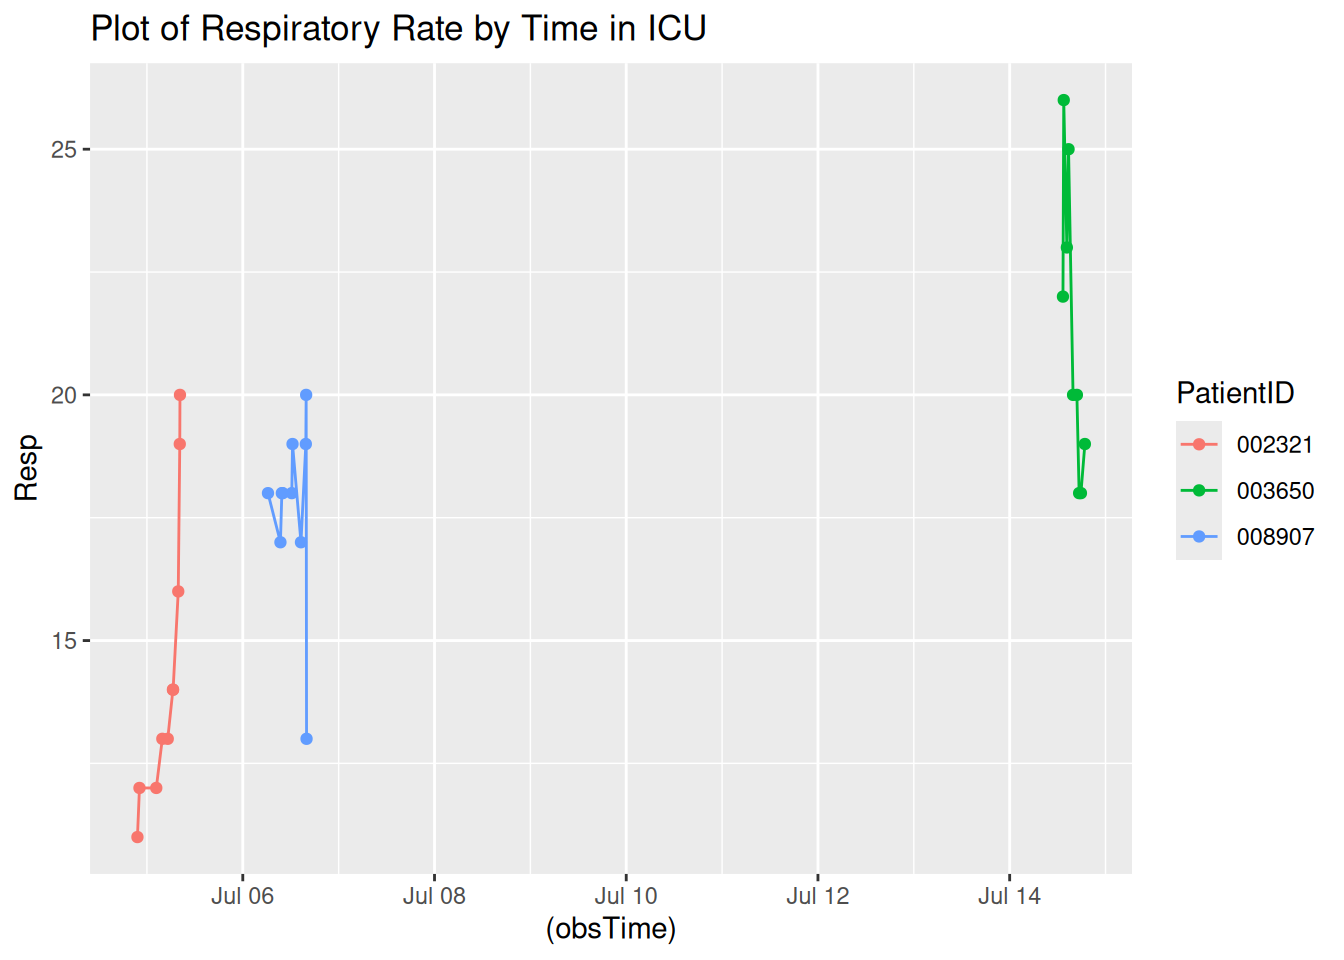 Plot of Respiratory Rate by Time in ICU
25
20
15
Resp
Jul 06 Jul 08 Jul 10 Jul 12 Jul 14
(obsTime)
PatientID
002321
003650
008907